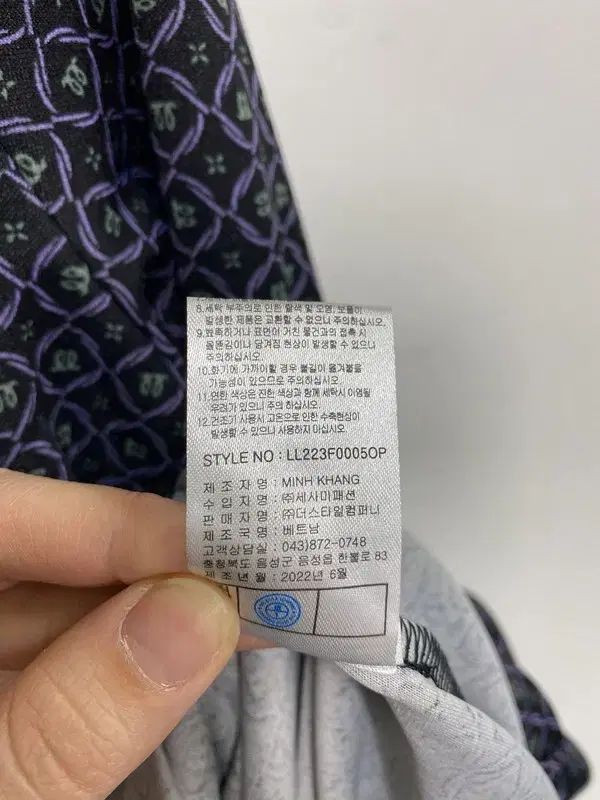 8.세탁 부주의로 인한 탈색 및 오염, 보풀이
발생한 제품은 교환할 수 없으니 주의하십시오.
9.뾰족하거나 표면이 거친 물건과의 접촉 시
올뜯김이나 당겨짐 현상이 발생할 수 있으니
주의하십시오.
10.화기에 가까이할 경우 불길이 옮겨붙을
가능성이 있으므로 주의하십시오.
11.연한 색상은 진한 색상과 함께 세탁시 이염될
우려가 있으니 주의 하십시오.
12.건조기 사용시 고온으로 인한 수축현상이
발생할 수 있으니 사용하지 마십시오.
STYLE NO : LL223F0005OP
제 조 자 명 : MINH KHANG
수 입 자 명 : ㈜세사미패션
판 매 자 명 : ㈜더스타일컴퍼니
제 조 국 명 : 베트남
고객상담실 : 043)872-0748
충청북도 음성군 음성읍 한불로 83
제 조 년 월 : 2022년 6월